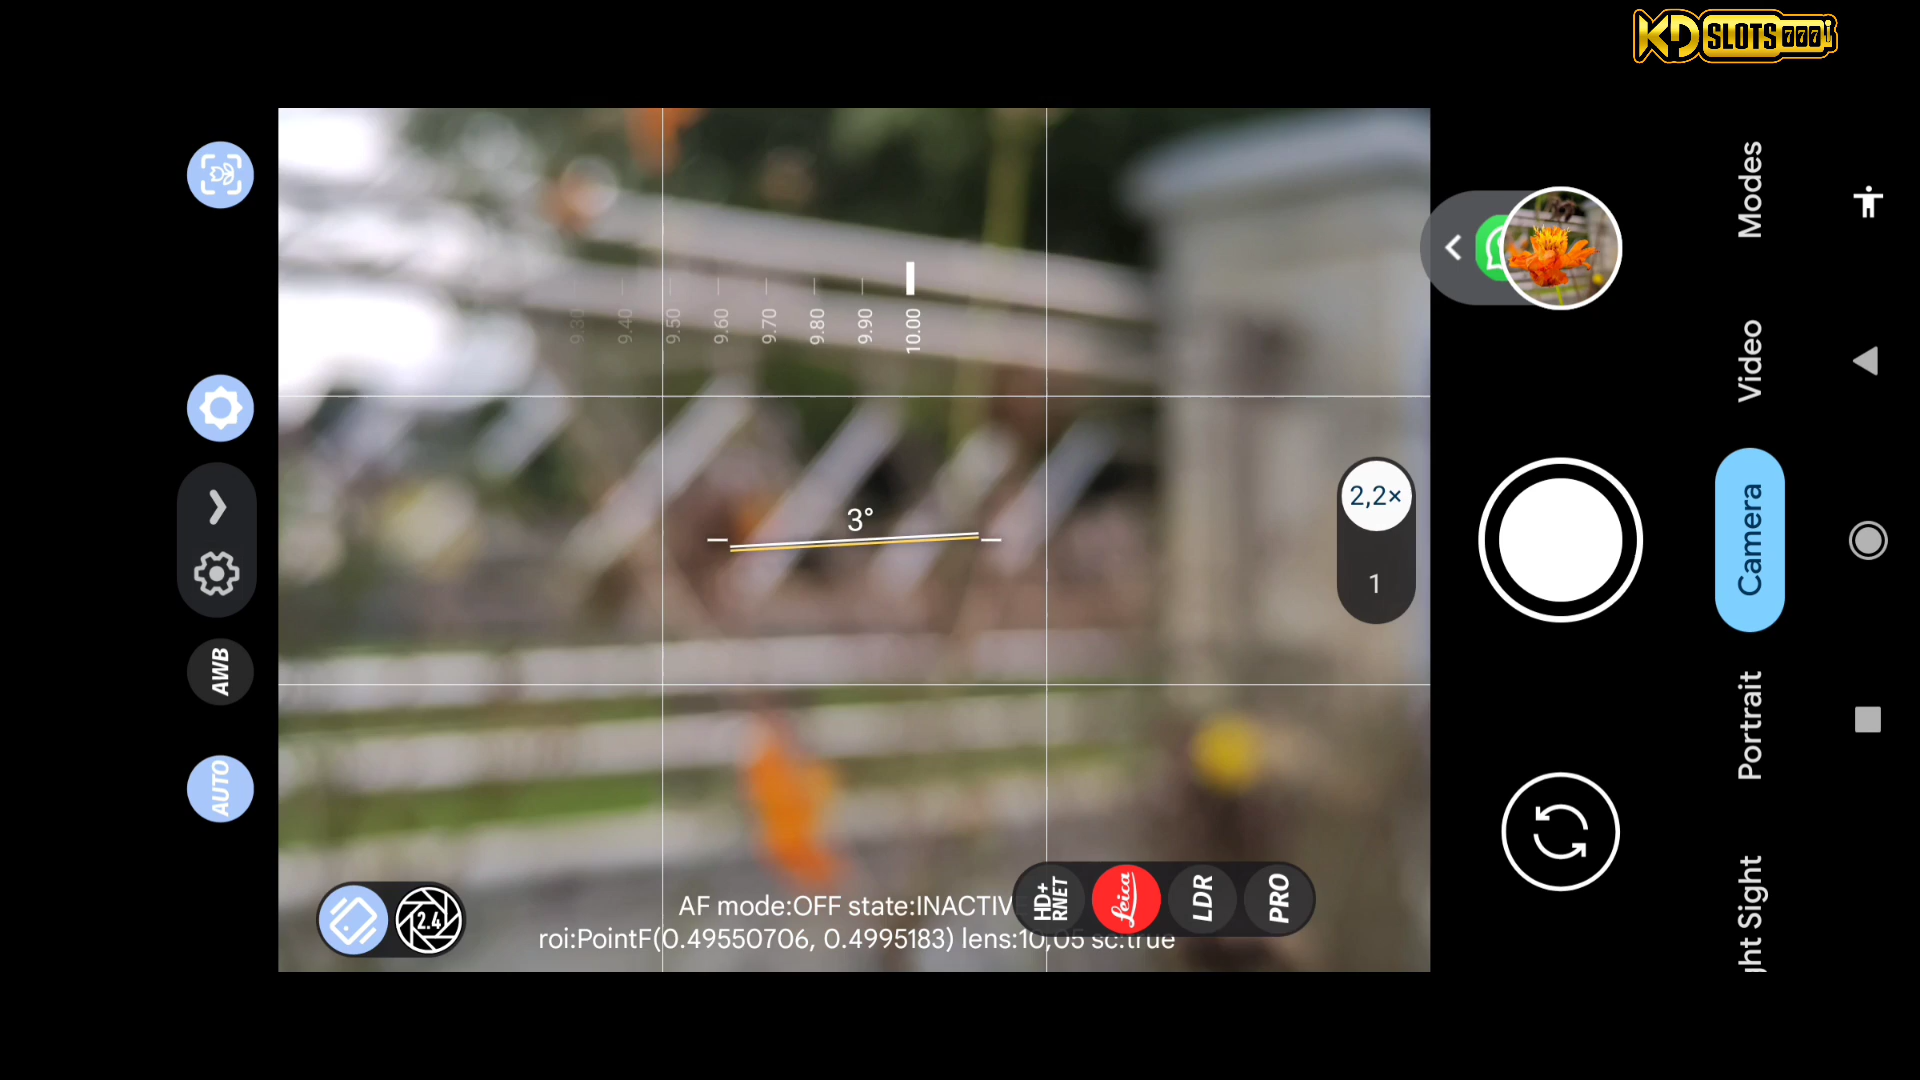 KD SLOTS 777i
9.30
9.40
9.50
9.60
9.70
9.80
9.90
10.00
3°
2,2×
1
AWB
AUTO
2.4
AF mode:OFF state:INACTIV
roi:PointF(0.49550706, 0.4995183) lens:10,05 sc:true
HD+
RNET
Leica
LDR
PRO
Modes
Video
Camera
Portrait
ht Sight